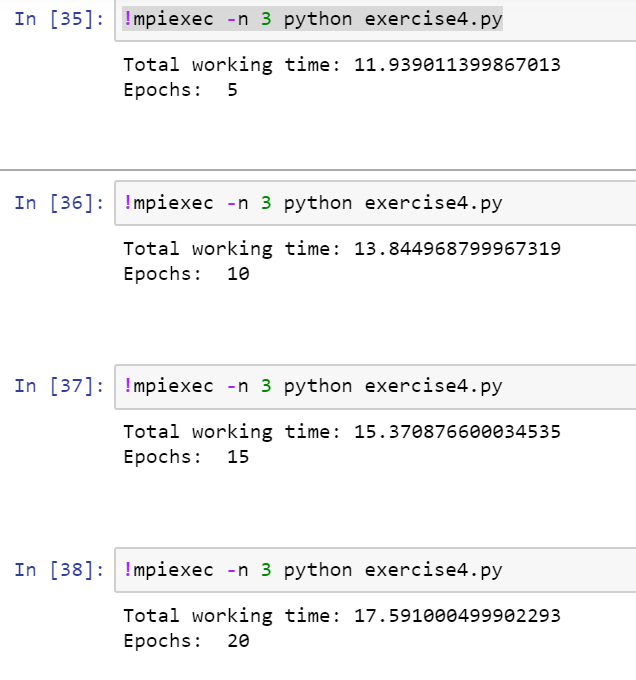 In [35]: !mpiexec -n 3 python exercise4.py
Total working time: 11.939011399867013
Epochs:  5
In [36]: !mpiexec -n 3 python exercise4.py
Total working time: 13.844968799967319
Epochs:  10
In [37]: !mpiexec -n 3 python exercise4.py
Total working time: 15.370876600034535
Epochs:  15
In [38]: !mpiexec -n 3 python exercise4.py
Total working time: 17.591000499902293
Epochs:  20